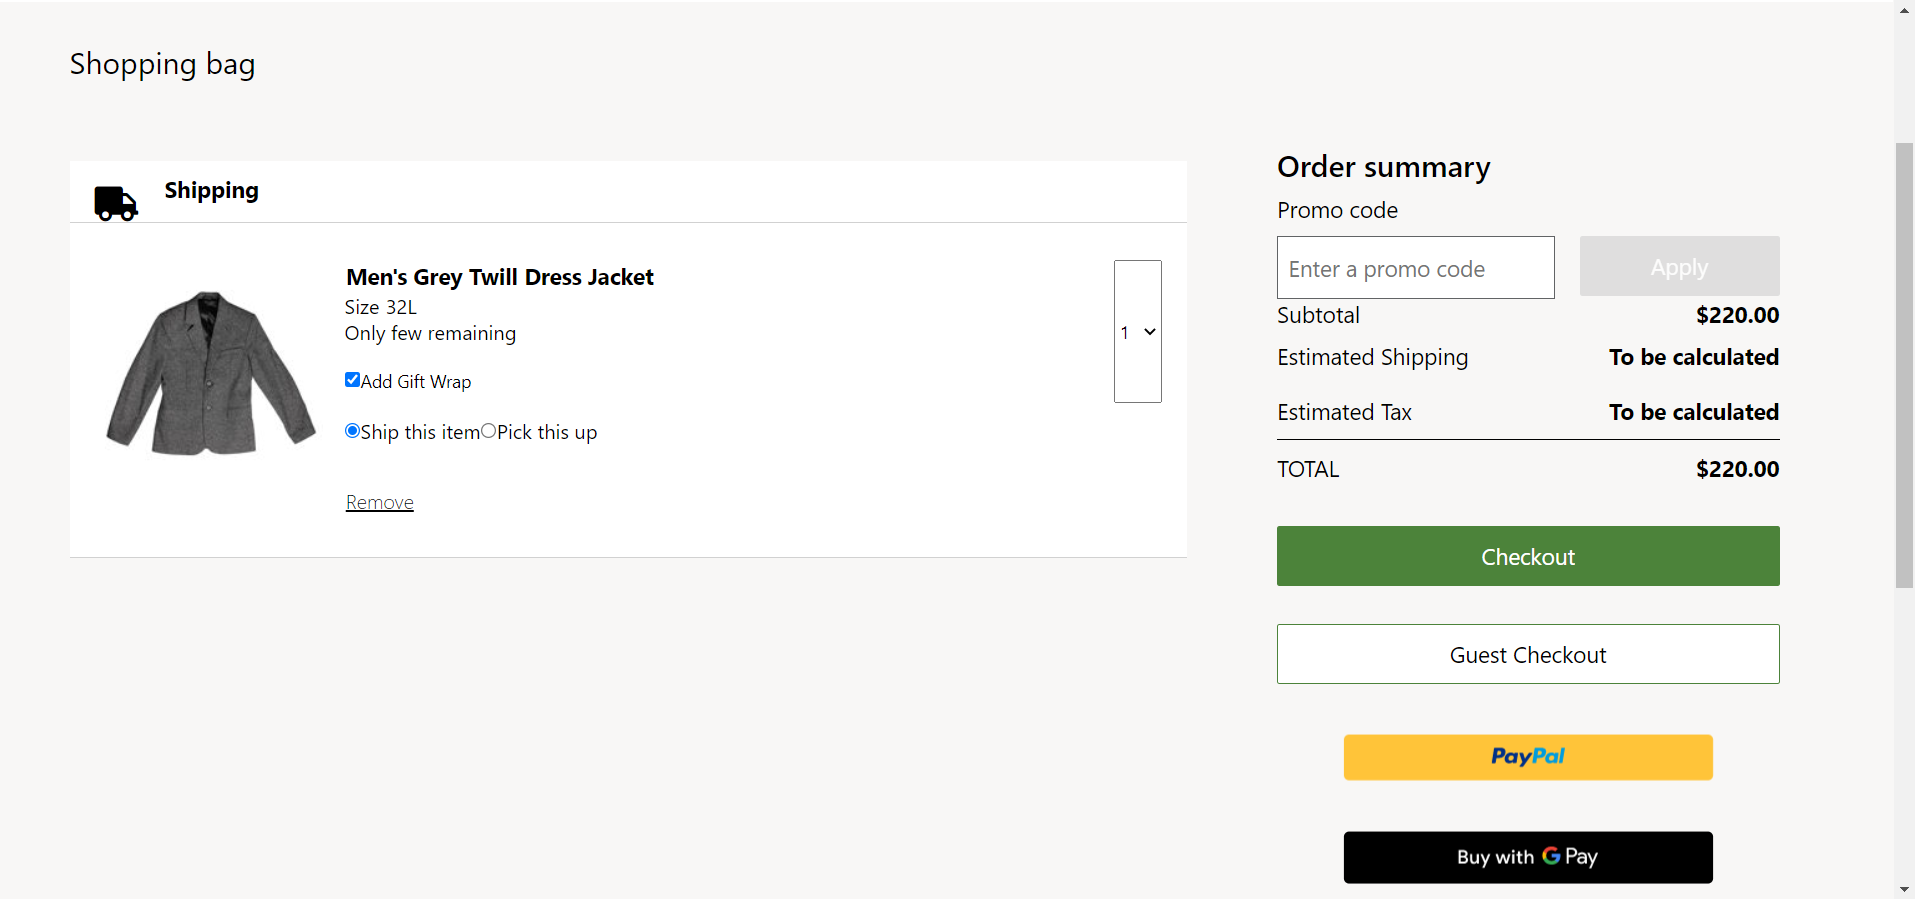 Shopping bag
Shipping
Men's Grey Twill Dress Jacket
Size 32L
Only few remaining
1
Add Gift Wrap
Ship this item Pick this up
Remove
Order summary
Promo code
Enter a promo code Apply
Subtotal $220.00
Estimated Shipping To be calculated
Estimated Tax To be calculated
TOTAL $220.00
Checkout
Guest Checkout
PayPal
Buy with G Pay